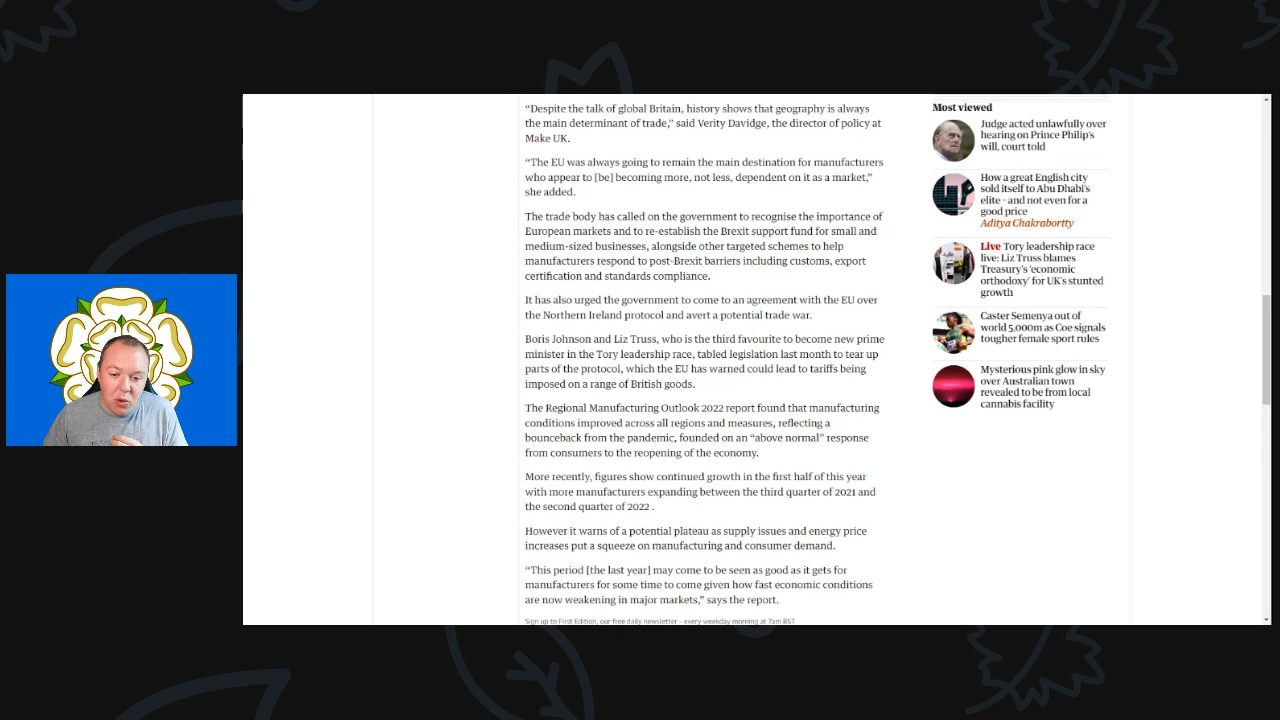 “Despite the talk of global Britain, history shows that geography is always
the main determinant of trade,” said Verity Davidge, the director of policy at
Make UK.
“The EU was always going to remain the main destination for manufacturers
who appear to [be] becoming more, not less, dependent on it as a market,”
she added.
The trade body has called on the government to recognise the importance of
European markets and to re-establish the Brexit support fund for small and
medium-sized businesses, alongside other targeted schemes to help
manufacturers respond to post-Brexit barriers including customs, export
certification and standards compliance.
It has also urged the government to come to an agreement with the EU over
the Northern Ireland protocol and avert a potential trade war.
Boris Johnson and Liz Truss, who is the third favourite to become new prime
minister in the Tory leadership race, tabled legislation last month to tear up
parts of the protocol, which the EU has warned could lead to tariffs being
imposed on a range of British goods.
The Regional Manufacturing Outlook 2022 report found that manufacturing
conditions improved across all regions and measures, reflecting a
bounceback from the pandemic, founded on an “above normal” response
from consumers to the reopening of the economy.
More recently, figures show continued growth in the first half of this year
with more manufacturers expanding between the third quarter of 2021 and
the second quarter of 2022 .
However it warns of a potential plateau as supply issues and energy price
increases put a squeeze on manufacturing and consumer demand.
“This period [the last year] may come to be seen as good as it gets for
manufacturers for some time to come given how fast economic conditions
are now weakening in major markets,” says the report.
Sign up to First Edition, our free daily newsletter – every weekday morning at 7am BST
Most viewed
Judge acted unlawfully over
hearing on Prince Philip's
will, court told
How a great English city
sold itself to Abu Dhabi's
elite – and not even for a
good price
Aditya Chakrabortty
Live Tory leadership race
live: Liz Truss blames
Treasury's 'economic
orthodoxy' for UK's stunted
growth
Caster Semenya out of
world 5,000m as Coe signals
tougher female sport rules
Mysterious pink glow in sky
over Australian town
revealed to be from local
cannabis facility